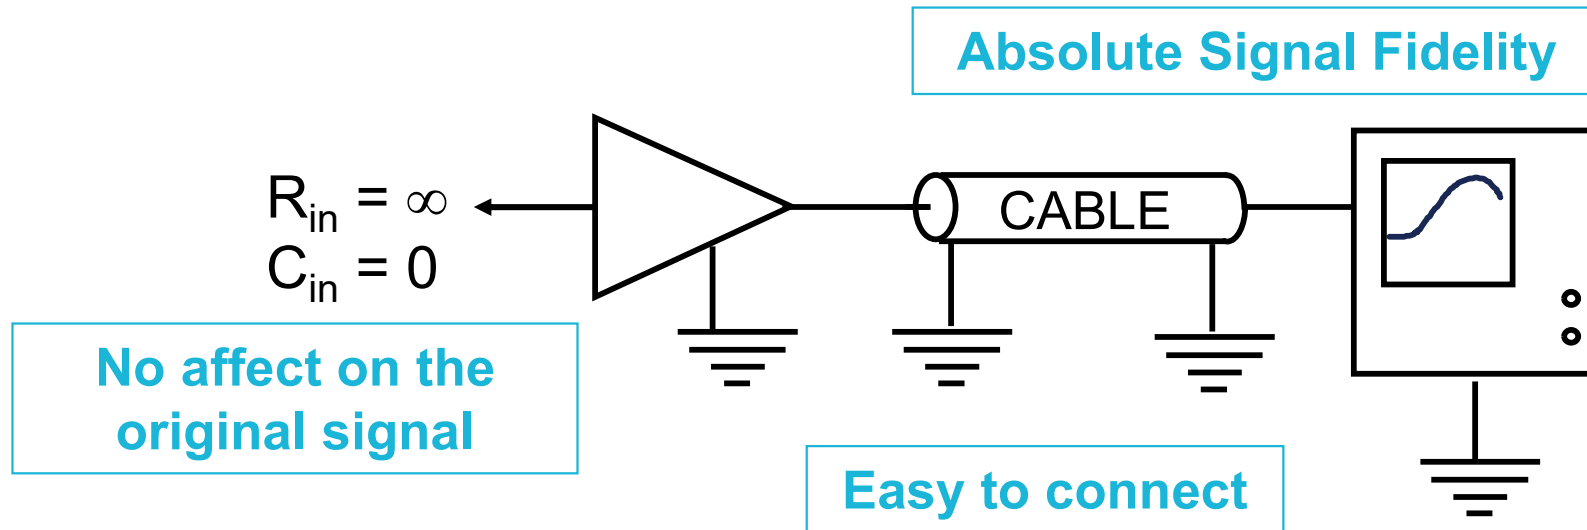 Absolute Signal Fidelity
Rin = ∞
Cin = 0
CABLE
No affect on the
original signal
Easy to connect